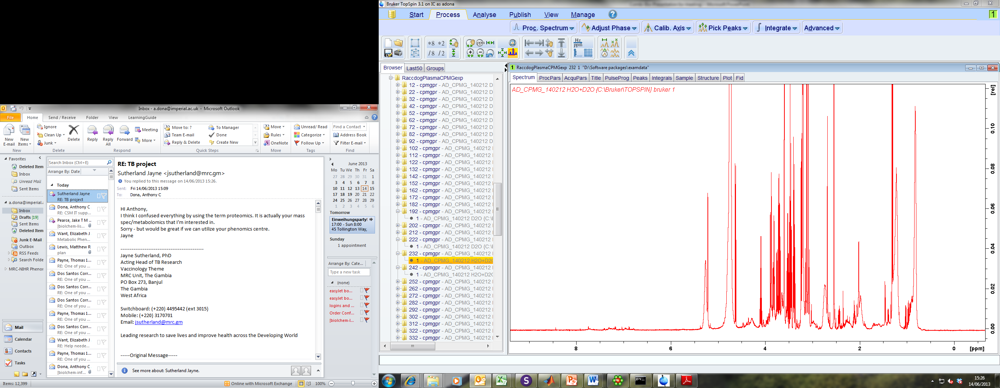 Inbox - a.dona@imperial.ac.uk - Microsoft Outlook
File Home Send / Receive Folder View LearningGuide
New E-mail
New Items
New
Ignore
Clean Up
Junk
Delete
Delete
Reply
Reply All
Forward
Meeting
More
Respond
Move to: ?
Team E-mail
Reply & Delete
To Manager
Done
Create New
Quick Steps
Move
Rules
OneNote
Move
Unread/ Read
Categorize
Follow Up
Tags
Find a Contact
Address Book
Filter E-mail
Find
Favorites
Deleted Item
Inbox
Unread Mail
Sent Items
a.dona@imperial.
Inbox
Drafts [19]
Sent Items
Deleted Item
Junk E-Mail
Outbox
RSS Feeds
Search Folde
MRC-NIHR Phenor
Mail
Calendar
Contacts
Tasks
Search Inbox (Ctrl+E)
Arrange By: Date
Today
Sutherland Jayne
RE: TB project
Dona, Anthony C
RE: CSM IT supp...
Pearce, Jake T M ..
[biolchem-lis...
Want, Elizabeth J
Metabolic Phen...
Lewis, Matthew R
plan
Payne, Thomas 1...
RE: One of you ...
Dos Santos Corr...
RE: One of you ...
Dos Santos Corr...
RE: One of you ...
Dos Santos Corr...
RE: One of you ...
Payne, Thomas 1...
RE: One of you ...
Dos Santos Corr...
RE: One of you ...
Want, Elizabeth J
RE: Help neede...
Payne, Thomas 1...
RE: One of you ...
Dona, Anthony C
[biolchem-inf...
RE: TB project
Sutherland Jayne <jsutherland@mrc.gm>
You replied to this message on 14/06/2013 15:26.
Sent: Fri 14/06/2013 15:09
To: Dona, Anthony C
HI Anthony,
I think I confused everything by using the term proteomics. It is actually your mass
spec/metabolomics that I'm interested in.
Sorry - but would be great if we can utilize your phenomics centre.
Jayne
---------------------------------------------
Jayne Sutherland, PhD
Acting Head of TB Research
Vaccinology Theme
MRC Unit, The Gambia
PO Box 273, Banjul
The Gambia
West Africa
Switchboard: (+220) 4495442 (ext 3015)
Mobile: (+220) 3170701
Email: jsutherland@mrc.gm
Leading research to save lives and improve health across the Developing World
-----Original Message-----
See more about: Sutherland Jayne.
June 2013
Mo Tu We Th Fr Sa
27 28 29 30 31 1
3 4 5 6 7 8
10 11 12 13 14 15
17 18 19 20 21 22
24 25 26 27 28 29
1 2 3 4 5 6
Tomorrow
Einweihungsparty!
17:00 - Sun 8:00
45 Tollington Way,
Sunday
1 appointment
Arrange By: Cate...
Type a new task
(none)
easyJet bo...
easyJet bo...
logins and ...
Order Conf...
[biolchem-l...
Items: 12,399
Online with Microsoft Exchange
100%
Bruker TopSpin 3.1 on IC as adona
Start Process Analyse Publish View Manage
1
Proc. Spectrum Adjust Phase Calib. Axis Pick Peaks Integrate Advanced
*8 *2
/8 /2
ppm
Hz
ppm
Browser Last50 Groups
RaccdogPlasmaCPMGexp
12 - cpmgpr - AD_CPMG_140212 D
22 - cpmgpr - AD_CPMG_140212 D
32 - cpmgpr - AD_CPMG_140212 D
42 - cpmgpr - AD_CPMG_140212 D
52 - cpmgpr - AD_CPMG_140212 D
62 - cpmgpr - AD_CPMG_140212 D
72 - cpmgpr - AD_CPMG_140212 D
82 - cpmgpr - AD_CPMG_140212 D
92 - cpmgpr - AD_CPMG_140212 D
102 - cpmgpr - AD_CPMG_140212
112 - cpmgpr - AD_CPMG_140212
122 - cpmgpr - AD_CPMG_140212
132 - cpmgpr - AD_CPMG_140212
142 - cpmgpr - AD_CPMG_140212
152 - cpmgpr - AD_CPMG_140212
162 - cpmgpr - AD_CPMG_140212
172 - cpmgpr - AD_CPMG_140212
182 - cpmgpr - AD_CPMG_140212
192 - cpmgpr - AD_CPMG_140212
1 - AD_CPMG_140212 D2O {C:\
202 - cpmgpr - AD_CPMG_140212
212 - cpmgpr - AD_CPMG_140212
222 - cpmgpr - AD_CPMG_140212
1 - AD_CPMG_140212 D2O {C:\
232 - cpmgpr - AD_CPMG_140212
1 - AD_CPMG_140212 H2O+D2O
242 - cpmgpr - AD_CPMG_140212
1 - AD_CPMG_140212 H2O+D2O
252 - cpmgpr - AD_CPMG_140212
262 - cpmgpr - AD_CPMG_140212
272 - cpmgpr - AD_CPMG_140212
282 - cpmgpr - AD_CPMG_140212
292 - cpmgpr - AD_CPMG_140212
302 - cpmgpr - AD_CPMG_140212
312 - cpmgpr - AD_CPMG_140212
322 - cpmgpr - AD_CPMG_140212
332 - cpmgpr - AD_CPMG_140212
1 RaccdogPlasmaCPMGexp 232 1 "D:\Software packages\examdata"
Spectrum ProcPars AcquPars Title PulseProg Peaks Integrals Sample Structure Plot Fid
AD_CPMG_140212 H2O+D2O {C:\Bruker\TOPSPIN} bruker 1
[rel]
0.10
0.08
0.06
0.04
0.02
0.00
8 6 4 2 0 [ppm]
15:26
14/06/2013